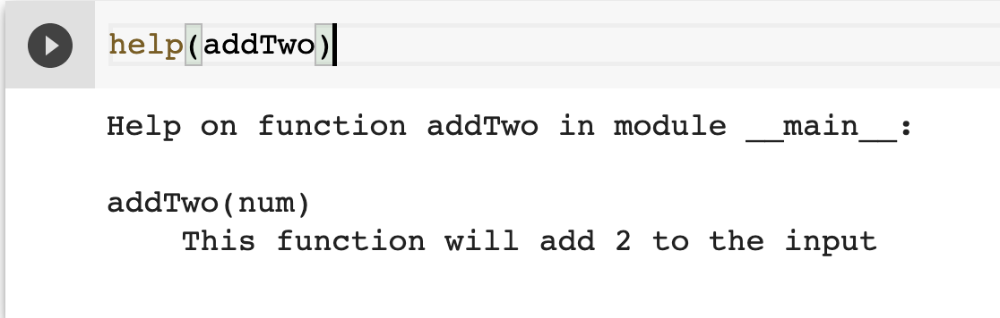 help(addTwo)
Help on function addTwo in module __main__:
addTwo(num)
This function will add 2 to the input